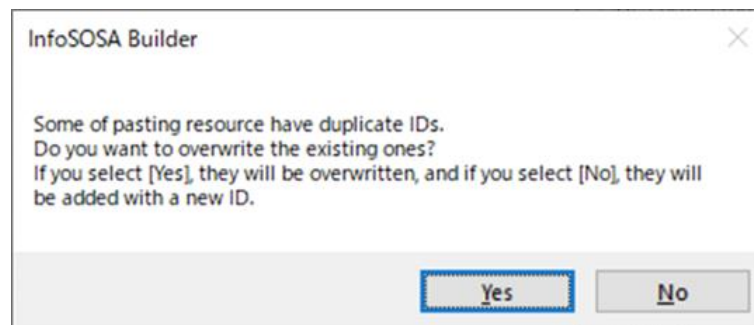 InfoSOSA Builder
Some of pasting resource have duplicate IDs.
Do you want to overwrite the existing ones?
If you select [Yes], they will be overwritten, and if you select [No], they will
be added with a new ID.
Yes
No